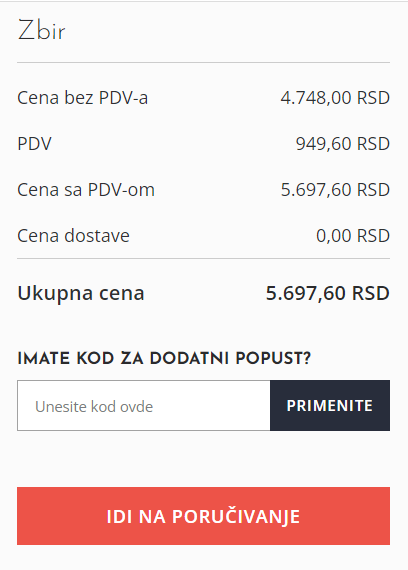 Zbir
Cena bez PDV-a 4.748,00 RSD
PDV 949,60 RSD
Cena sa PDV-om 5.697,60 RSD
Cena dostave 0,00 RSD
Ukupna cena 5.697,60 RSD
IMATE KOD ZA DODATNI POPUST?
Unesite kod ovde PRIMENITE
IDI NA PORUČIVANJE